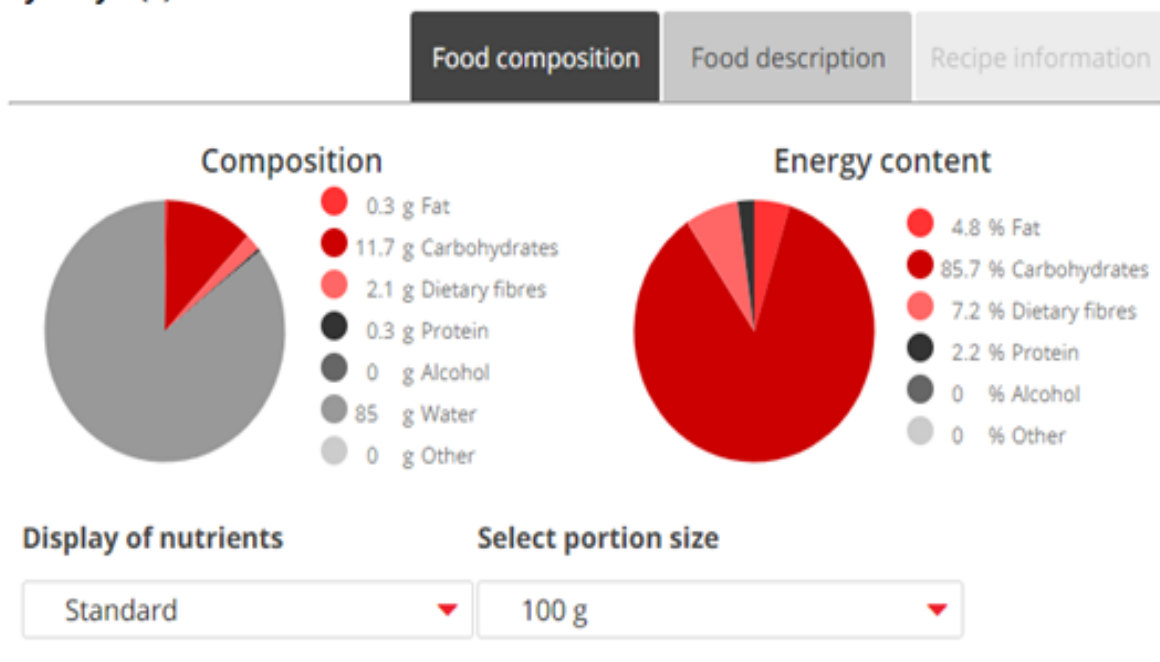 Food composition
Food description
Recipe information
Composition
0.3 g Fat
11.7 g Carbohydrates
2.1 g Dietary fibres
0.3 g Protein
0 g Alcohol
85 g Water
0 g Other
Energy content
4.8 % Fat
85.7 % Carbohydrates
7.2 % Dietary fibres
2.2 % Protein
0 % Alcohol
0 % Other
Display of nutrients
Select portion size
Standard
100 g